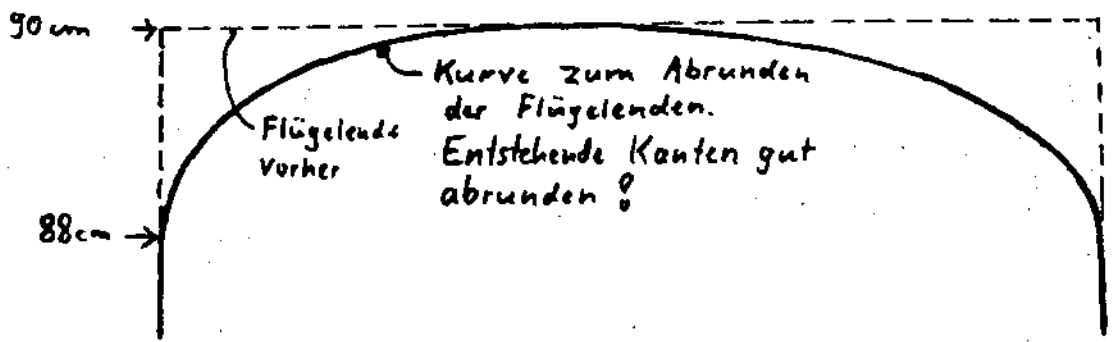 90 cm
Kurve zum Abrunden
der Flügelenden.
Entstehende Kanten gut
abrunden!
Flügelende
vorher
88cm